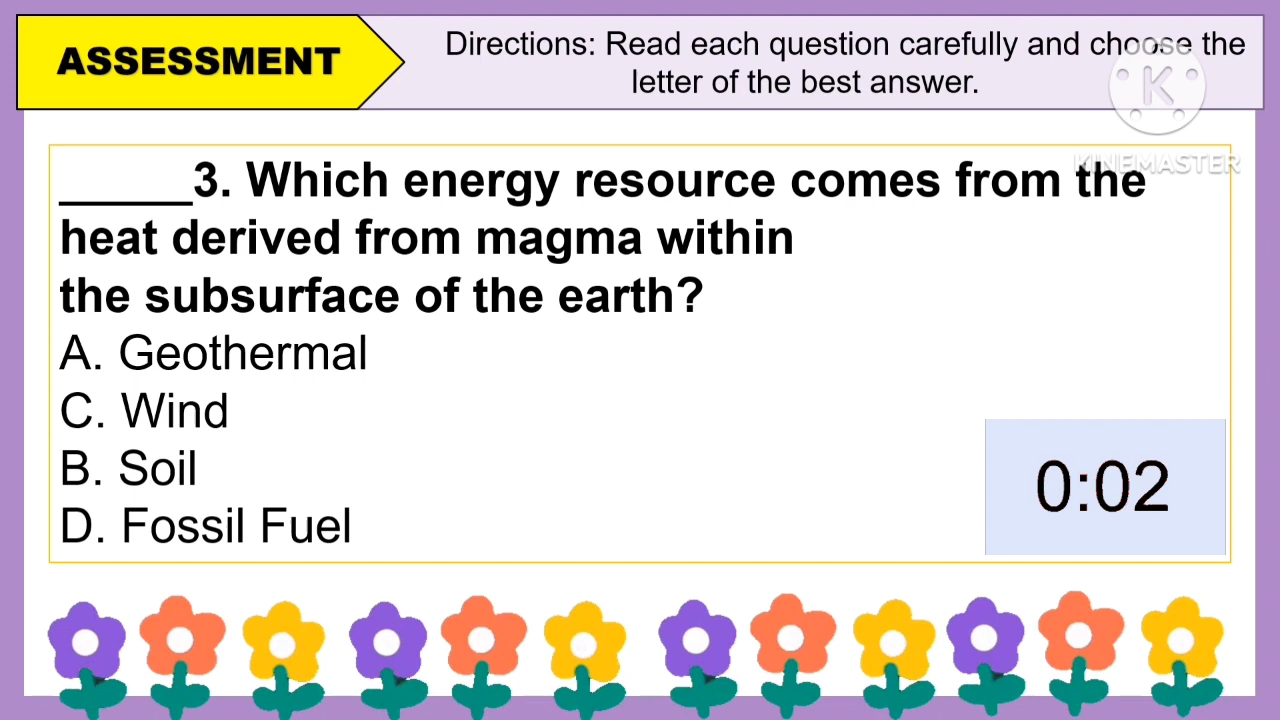 ASSESSMENT
Directions: Read each question carefully and choose the
letter of the best answer.
K
KINEMASTER
_____3. Which energy resource comes from the
heat derived from magma within
the subsurface of the earth?
A. Geothermal
C. Wind
B. Soil
D. Fossil Fuel
0:02